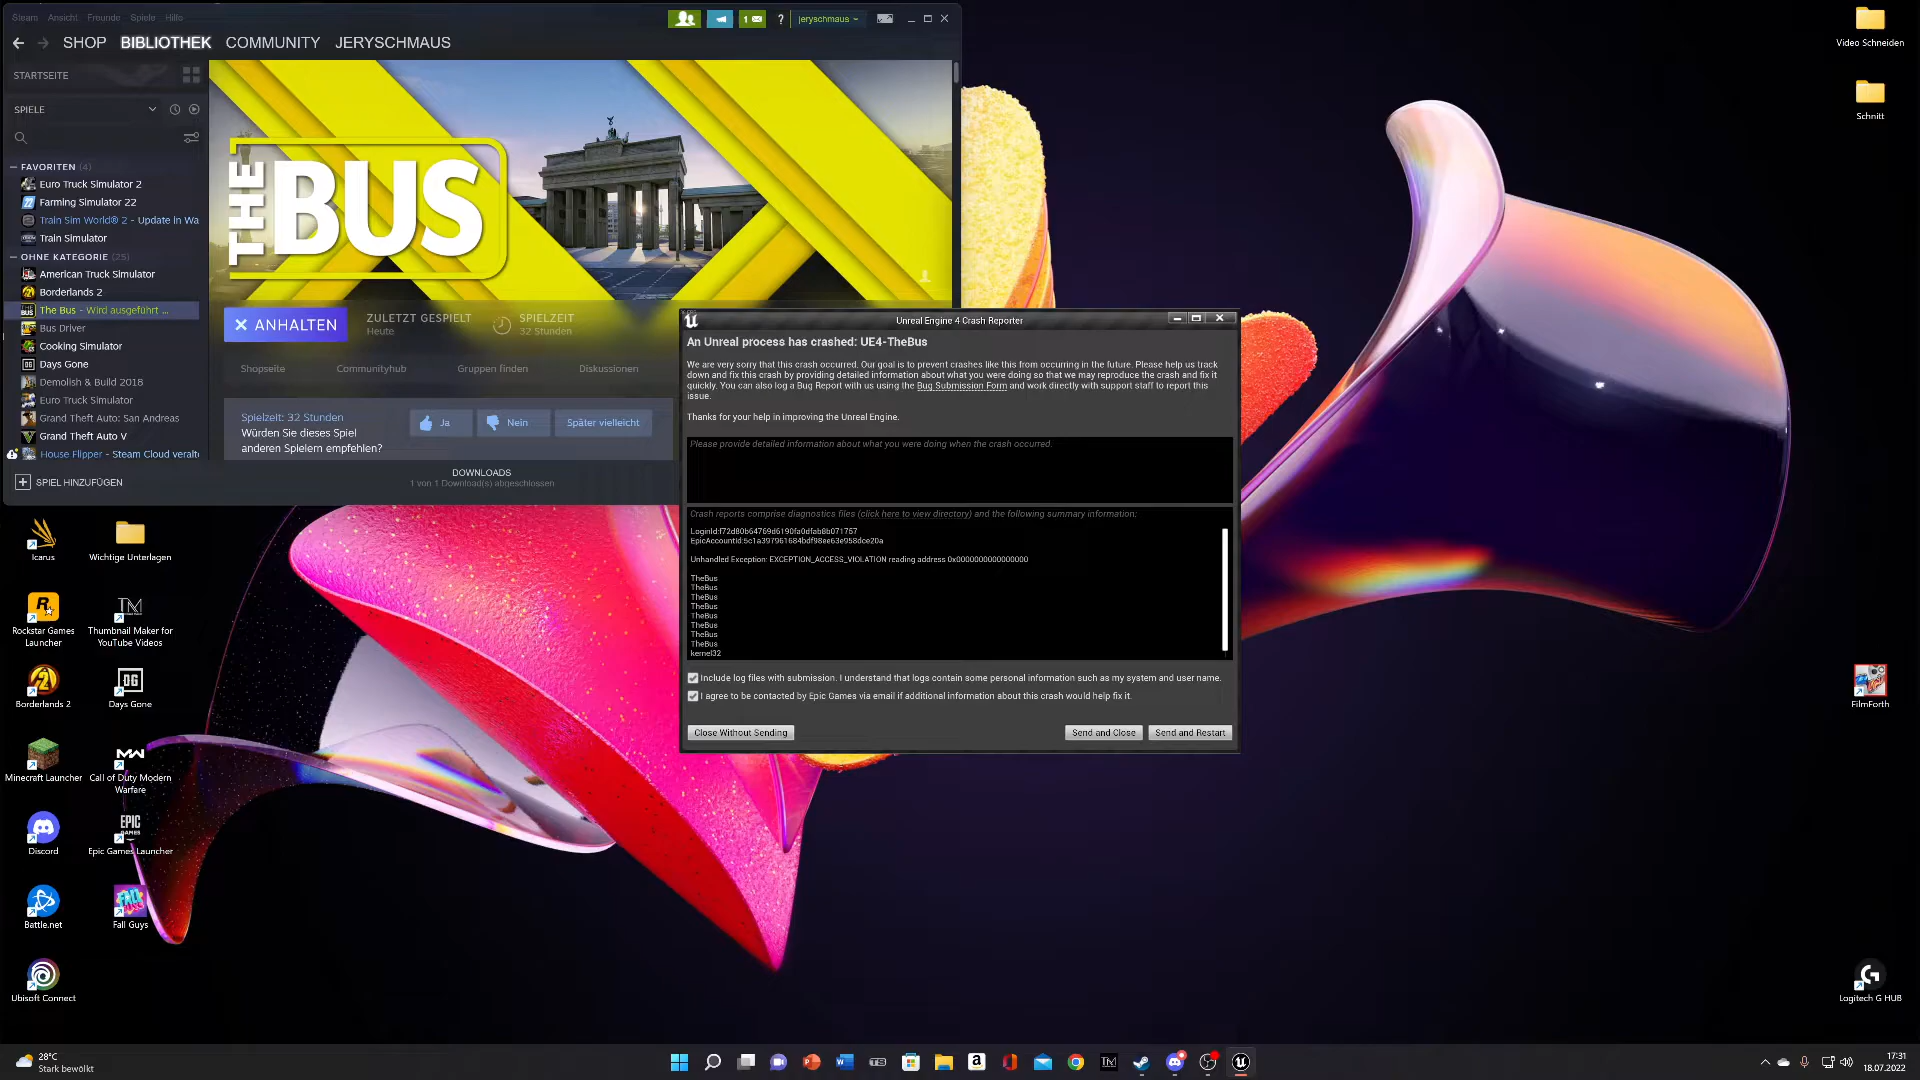 Steam Ansicht Freunde Spiele Hilfe
1
?
jeryschmaus
SHOP BIBLIOTHEK COMMUNITY JERYSCHMAUS
STARTSEITE
SPIELE
FAVORITEN (4)
Euro Truck Simulator 2
Farming Simulator 22
Train Sim World® 2 - Update in Wa
Train Simulator
OHNE KATEGORIE (25)
American Truck Simulator
Borderlands 2
The Bus - Wird ausgeführt ...
Bus Driver
Cooking Simulator
Days Gone
Demolish & Build 2018
Euro Truck Simulator
Grand Theft Auto: San Andreas
Grand Theft Auto V
House Flipper - Steam Cloud veralt
SPIEL HINZUFÜGEN
THE BUS
ANHALTEN
ZULETZT GESPIELT
Heute
SPIELZEIT
32 Stunden
Shopseite Communityhub Gruppen finden Diskussionen
Spielzeit: 32 Stunden
Würden Sie dieses Spiel
anderen Spielern empfehlen?
Ja
Nein
Später vielleicht
DOWNLOADS
1 von 1 Download(s) abgeschlossen
Unreal Engine 4 Crash Reporter
An Unreal process has crashed: UE4-TheBus
We are very sorry that this crash occurred. Our goal is to prevent crashes like this from occurring in the future. Please help us track
down and fix this crash by providing detailed information about what you were doing so that we may reproduce the crash and fix it
quickly. You can also log a Bug Report with us using the Bug Submission Form and work directly with support staff to report this
issue.
Thanks for your help in improving the Unreal Engine.
Please provide detailed information about what you were doing when the crash occurred.
Crash reports comprise diagnostics files (click here to view directory) and the following summary information:
LoginId:f72d80b64769d6190fa0dfab8b071757
EpicAccountId:5c1a397961684bdf98ee63e958dce20a
Unhandled Exception: EXCEPTION_ACCESS_VIOLATION reading address 0x0000000000000000
TheBus
TheBus
TheBus
TheBus
TheBus
TheBus
TheBus
TheBus
kernel32
Include log files with submission. I understand that logs contain some personal information such as my system and user name.
I agree to be contacted by Epic Games via email if additional information about this crash would help fix it.
Close Without Sending
Send and Close
Send and Restart
Video Schneiden
Schnitt
FilmForth
Logitech G HUB
Icarus
Wichtige Unterlagen
Rockstar Games
Launcher
Thumbnail Maker for
YouTube Videos
Borderlands 2
Days Gone
Minecraft Launcher
Call of Duty Modern
Warfare
Discord
Epic Games Launcher
Battle.net
Fall Guys
Ubisoft Connect
28°C
Stark bewölkt
17:31
18.07.2022